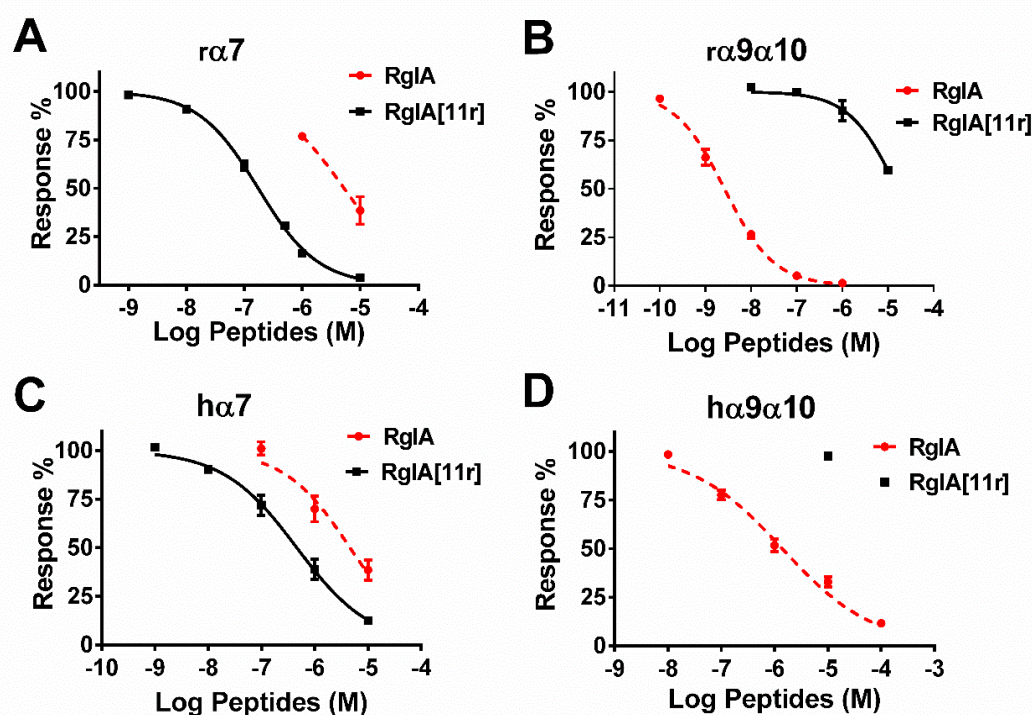 A
rα7
RgIA
RgIA[11r]
Response %
100
75
50
25
0
-9 -8 -7 -6 -5 -4
Log Peptides (M)
B
rα9α10
RgIA
RgIA[11r]
Response %
100
75
50
25
0
-11 -10 -9 -8 -7 -6 -5 -4
Log Peptides (M)
C
hα7
RgIA
RgIA[11r]
Response %
100
75
50
25
0
-10 -9 -8 -7 -6 -5 -4
Log Peptides (M)
D
hα9α10
RgIA
RgIA[11r]
Response %
100
75
50
25
0
-9 -8 -7 -6 -5 -4 -3
Log Peptides (M)